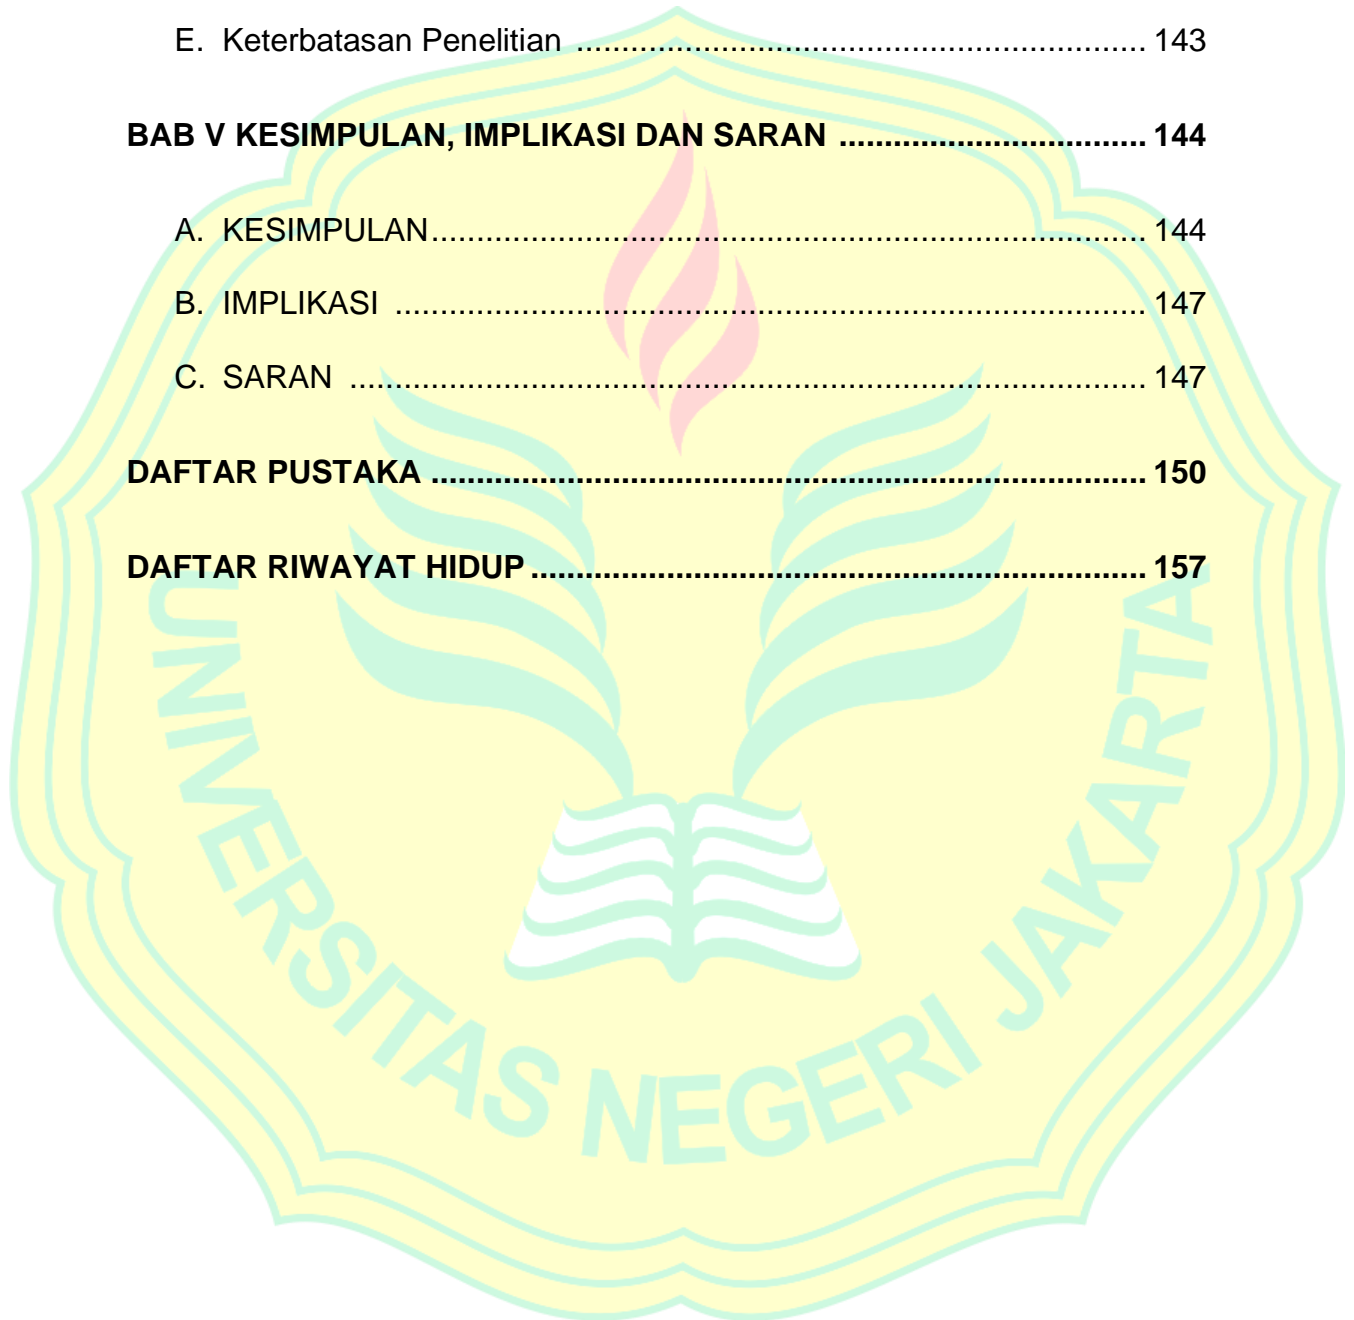 E. Keterbatasan Penelitian ................................................................ 143
BAB V KESIMPULAN, IMPLIKASI DAN SARAN .................................. 144
A. KESIMPULAN................................................................................ 144
B. IMPLIKASI .................................................................................... 147
C. SARAN ......................................................................................... 147
DAFTAR PUSTAKA ............................................................................... 150
DAFTAR RIWAYAT HIDUP .................................................................... 157
UNIVERSITAS NEGERI JAKARTA